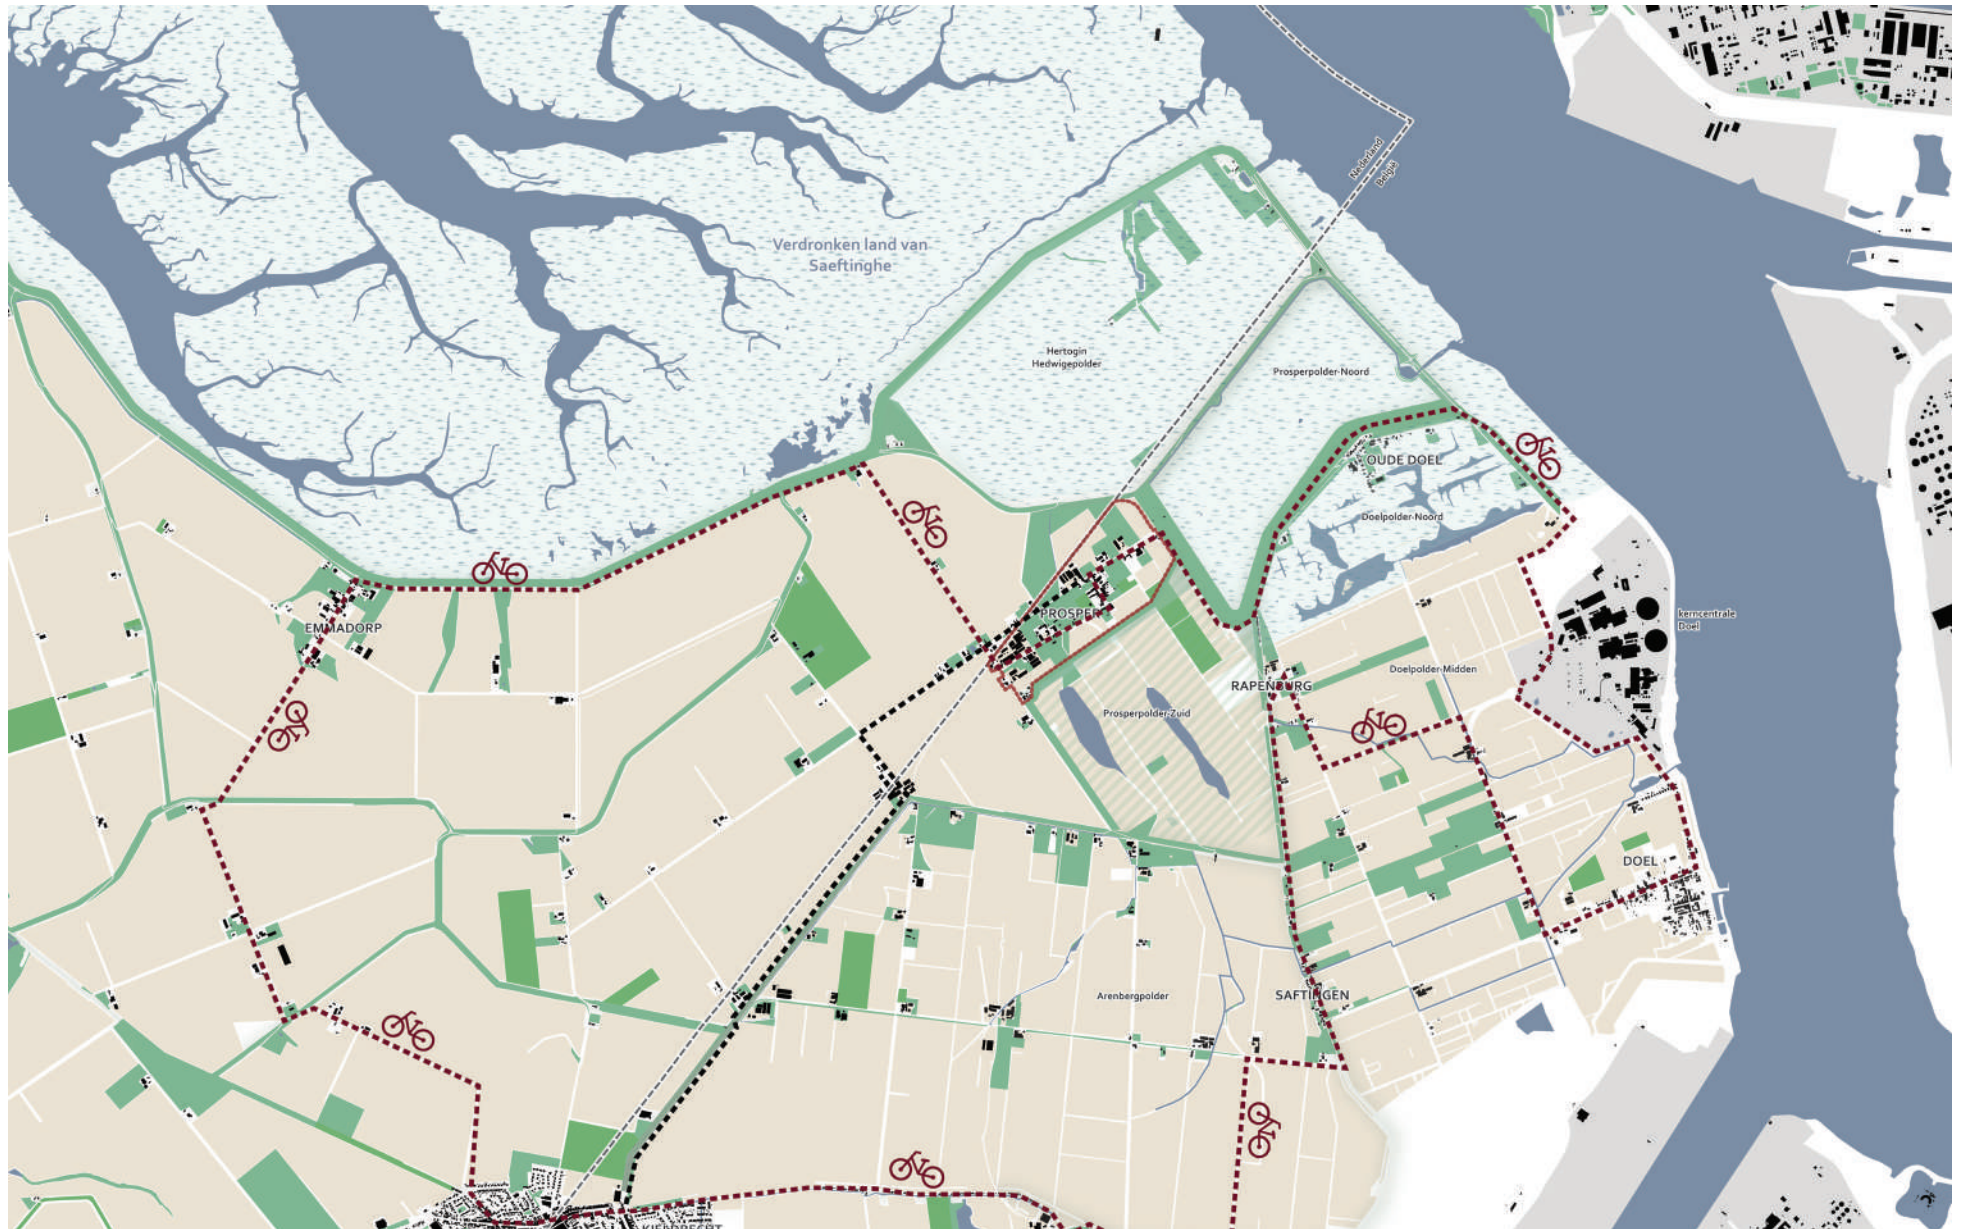 Nederland
België
Verdronken land van
Saeftinghe
Hertogin
Hedwigepolder
Prosperpolder-Noord
OUDE DOEL
Doelpolder-Noord
EMMADORP
PROSPER
kerncentrale
Doel
Doelpolder-Midden
RAPENBURG
Prosperpolder-Zuid
DOEL
Arenbergpolder
SAFTINGEN
KIELDRECHT